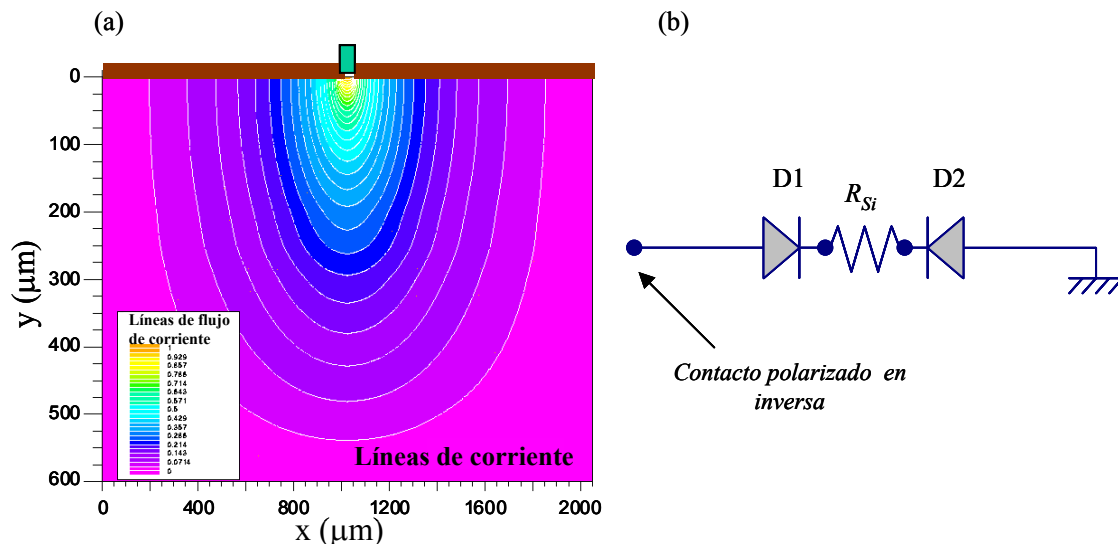 (a)
(b)
0
100
200
300
400
500
600
y (μm)
Líneas de flujo
de corriente
1
0.929
0.857
0.786
0.714
0.643
0.571
0.5
0.429
0.357
0.286
0.214
0.143
0.0714
0
Líneas de corriente
0
400
800
1200
1600
2000
x (μm)
D1
R_Si
D2
Contacto polarizado en
inversa